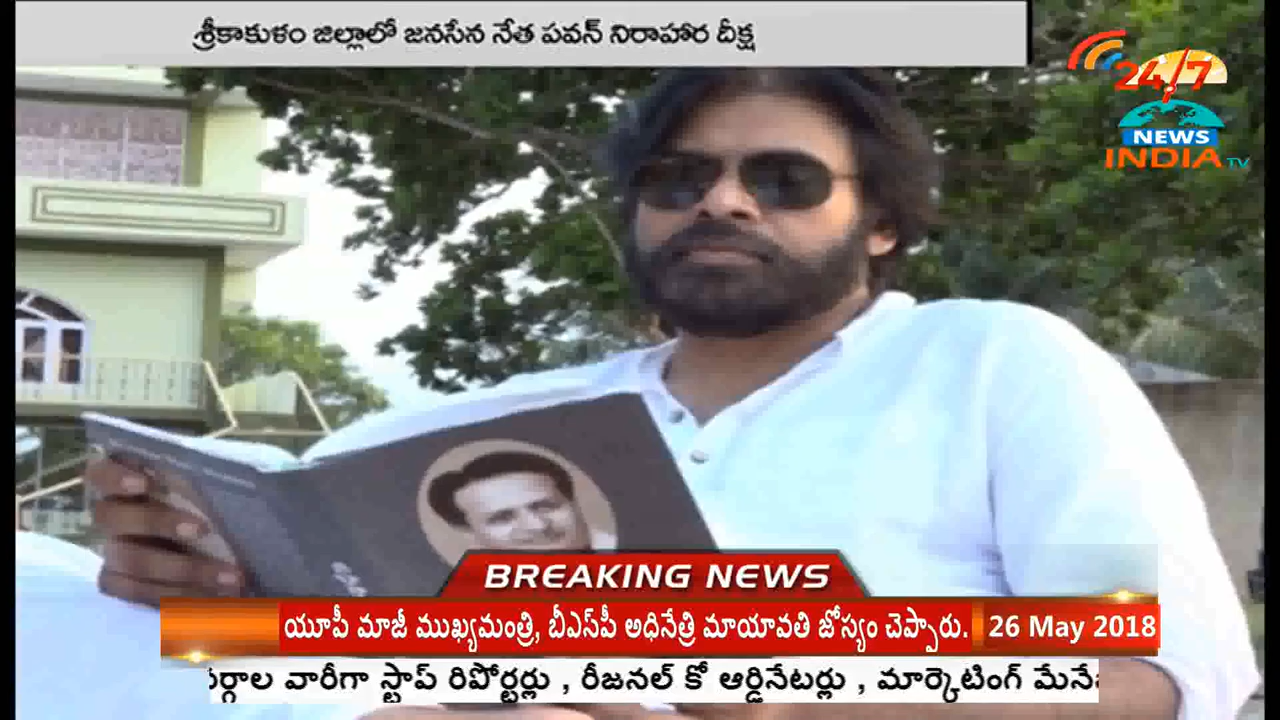 శ్రీకాకుళం జిల్లాలో జనసేన నేత పవన్ నిరాహార దీక్ష
24/7
NEWS
INDIA TV
BREAKING NEWS
యూపీ మాజీ ముఖ్యమంత్రి, బీఎస్‌పీ అధినేత్రి మాయావతి జోస్యం చెప్పారు. 26 May 2018
వారీగా స్టాప్ రిపోర్టర్లు , రీజనల్ కో ఆర్డినేటర్లు , మార్కెటింగ్